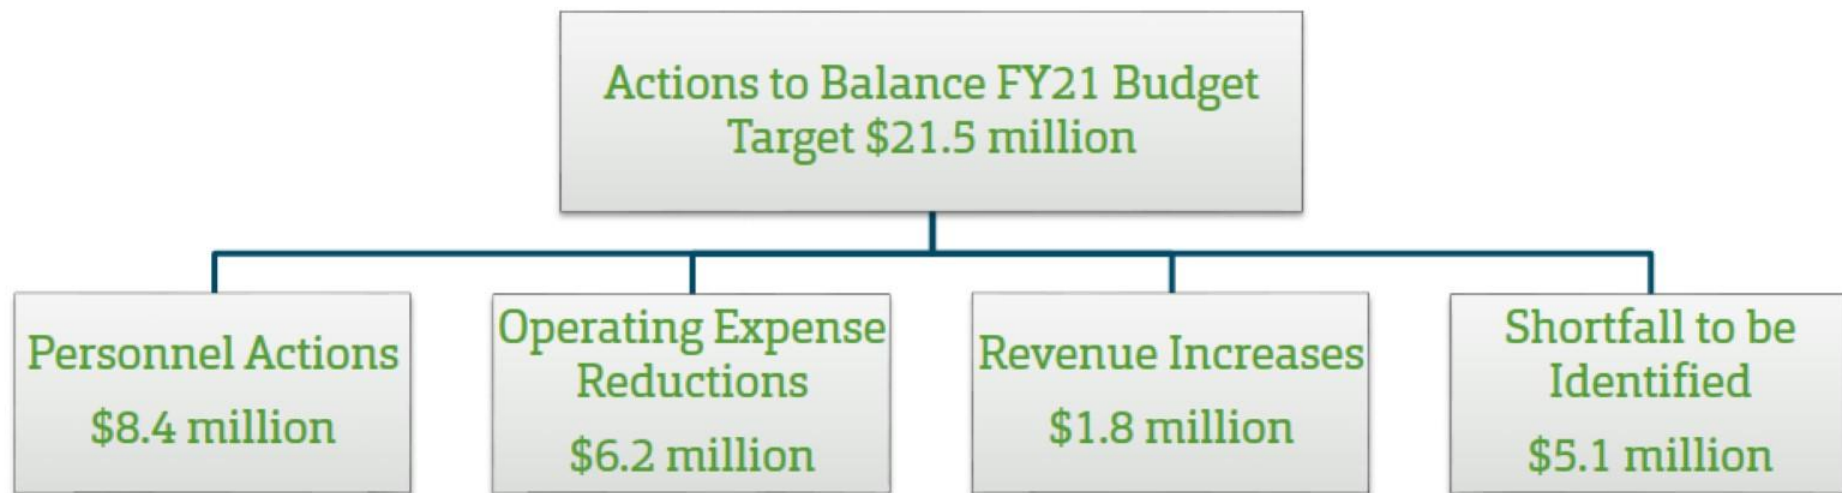 Actions to Balance FY21 Budget
Target $21.5 million
Personnel Actions
$8.4 million
Operating Expense
Reductions
$6.2 million
Revenue Increases
$1.8 million
Shortfall to be
Identified
$5.1 million